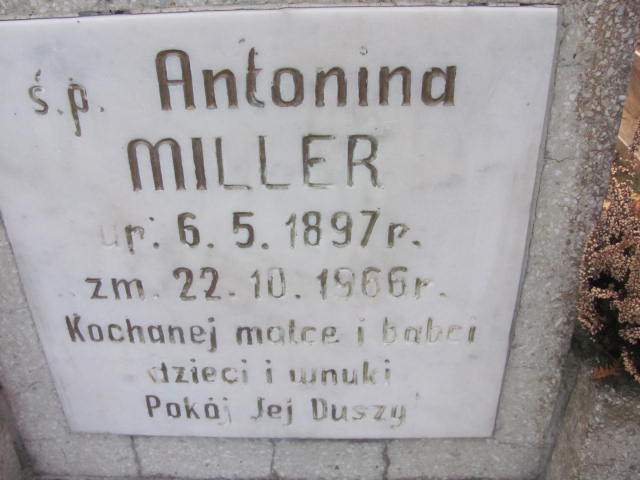 ś.p. Antonina
MILLER
ur. 6.5.1897r.
zm. 22.10.1966r.
Kochanej matce i babci
dzieci i wnuki
Pokój Jej Duszy